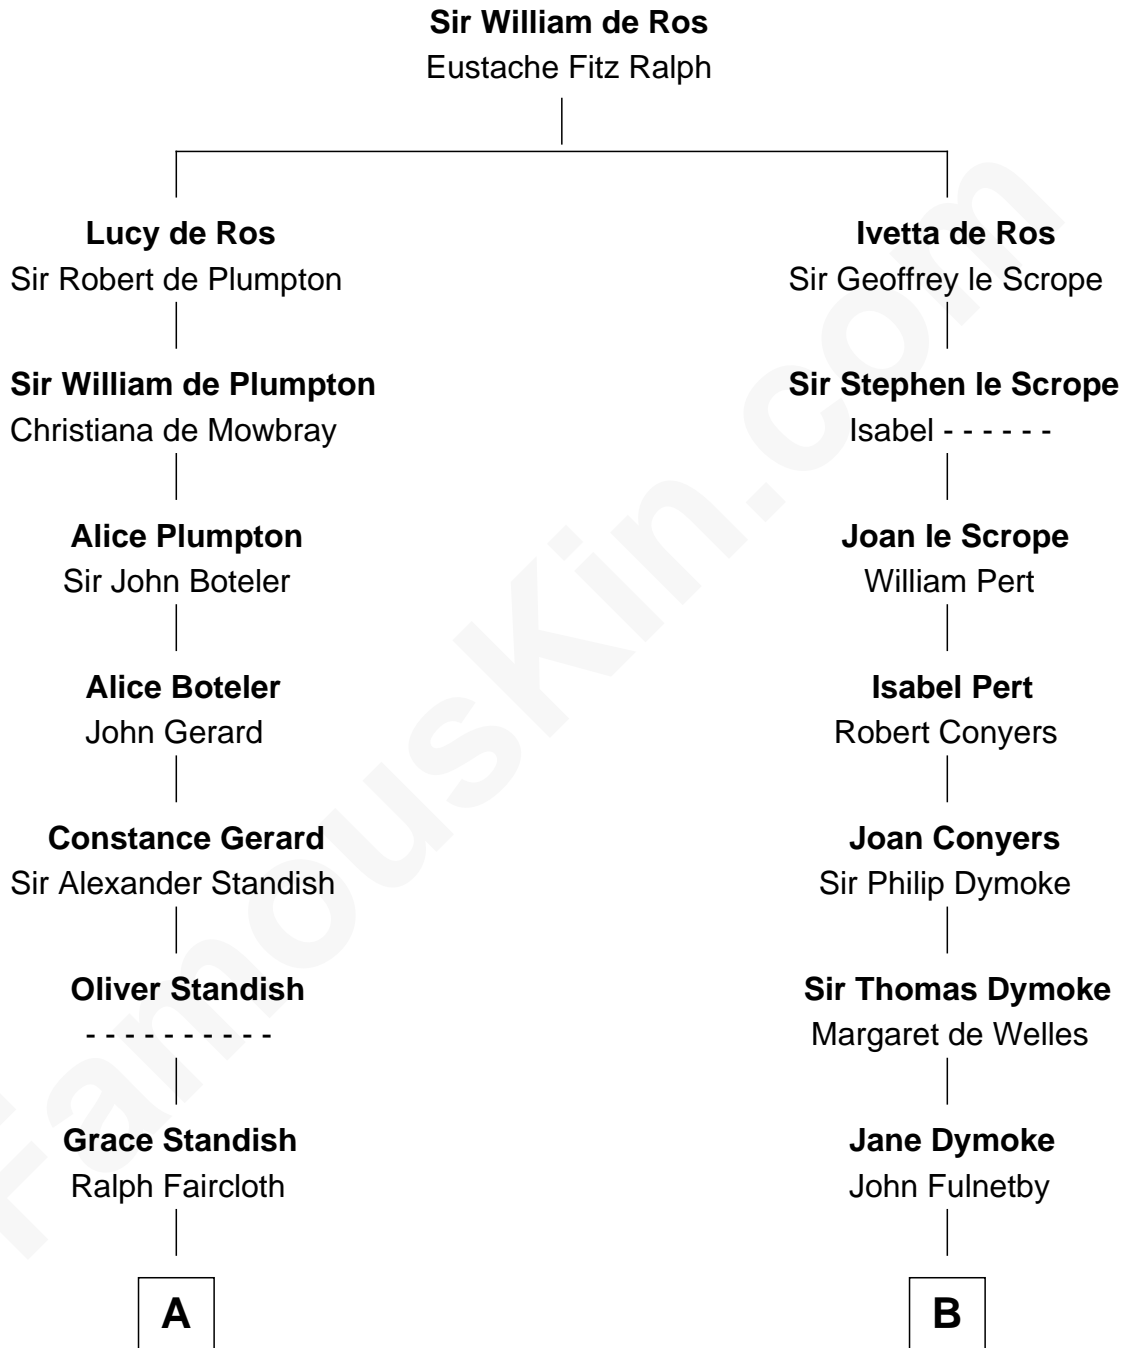 Sir William de Ros
Eustache Fitz Ralph
Lucy de Ros
Sir Robert de Plumpton
Sir William de Plumpton
Christiana de Mowbray
Alice Plumpton
Sir John Boteler
Alice Boteler
John Gerard
Constance Gerard
Sir Alexander Standish
Oliver Standish
- - - - - - - - - -
Grace Standish
Ralph Faircloth
A
Ivetta de Ros
Sir Geoffrey le Scrope
Sir Stephen le Scrope
Isabel - - - - - -
Joan le Scrope
William Pert
Isabel Pert
Robert Conyers
Joan Conyers
Sir Philip Dymoke
Sir Thomas Dymoke
Margaret de Welles
Jane Dymoke
John Fulnetby
B
FamousKin.com